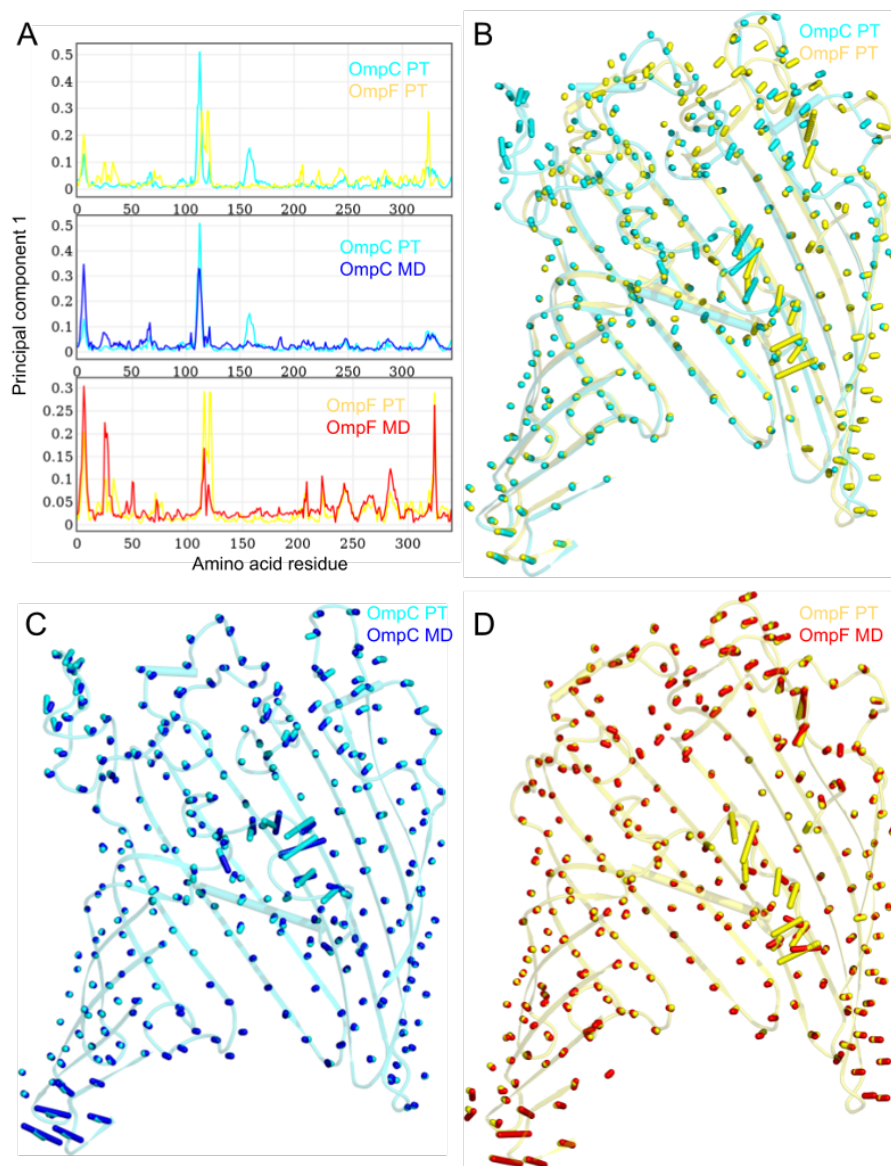 A
OmpC PT
OmpF PT
0.5
0.4
0.3
0.2
0.1
0
0 50 100 150 200 250 300
OmpC PT
OmpC MD
0.5
0.4
0.3
0.2
0.1
0
0 50 100 150 200 250 300
OmpF PT
OmpF MD
0.3
0.25
0.2
0.15
0.1
0.05
0
0 50 100 150 200 250 300
Principal component 1
Amino acid residue
B
OmpC PT
OmpF PT
C
OmpC PT
OmpC MD
D
OmpF PT
OmpF MD